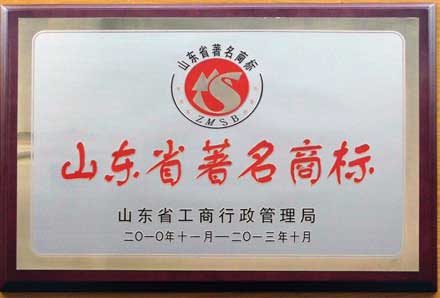 山东省著名商标
ZMSB
山东省著名商标
山东省工商行政管理局
二〇一〇年十一月—二〇一三年十月